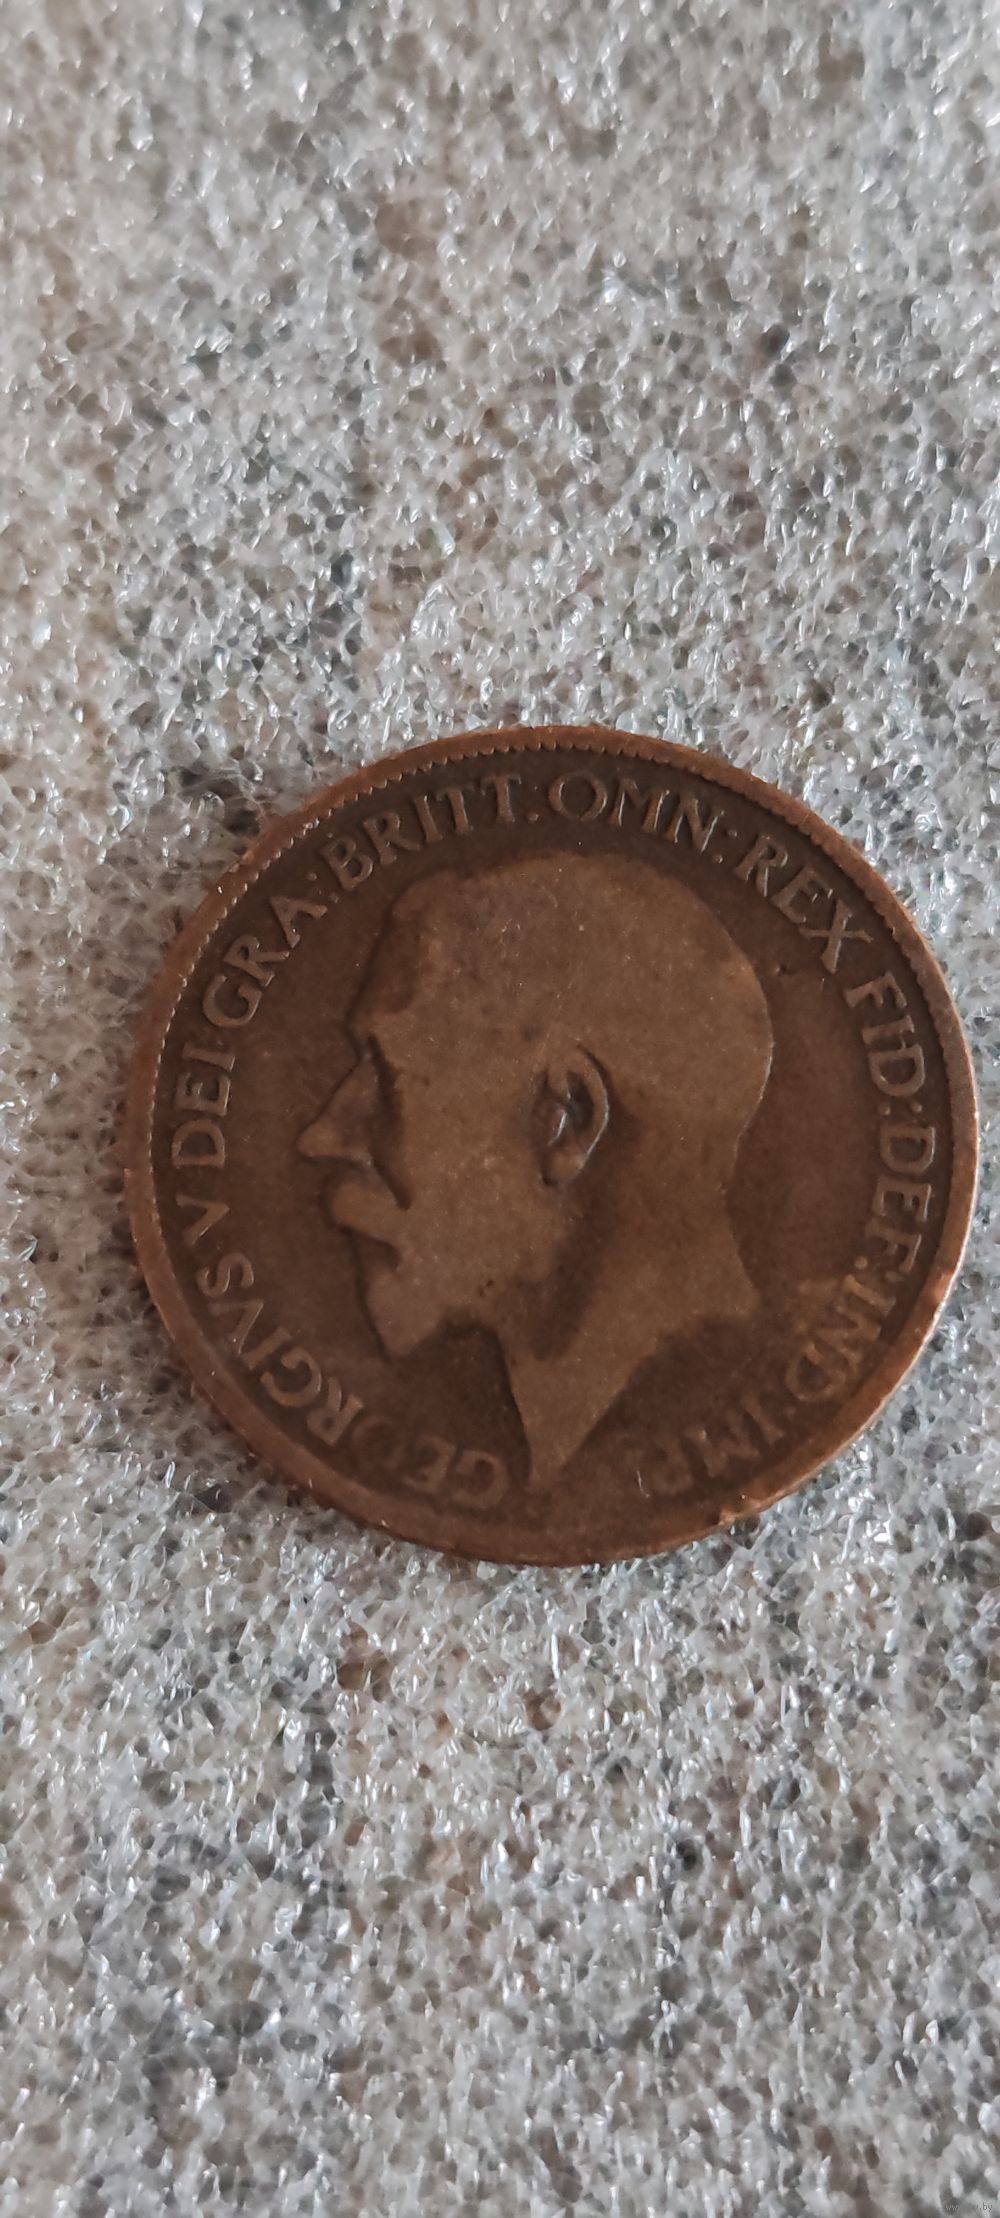 GEORGIVS V DEI GRA: BRITT: OMN: REX FID: DEF: IND: IMP: